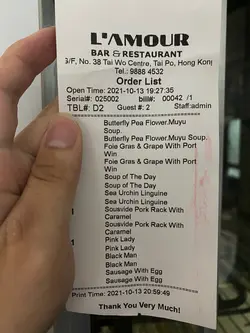 L'AMOUR
BAR & RESTAURANT
G/F, No. 38 Tai Wo Centre, Tai Po, Hong Kong
Tel.: 9888 4532
Order List
Open Time: 2021-10-13 19:27:35
Serial#: 025002 bill#: 00042 /1
TBL#: D2 Guest #: 2 Staff:admin
Butterfly Pea Flower.Muyu
Soup.
Butterfly Pea Flower.Muyu Soup.
Foie Gras & Grape With Port
Win
Foie Gras & Grape With Port
Win
Soup of The Day
Soup of The Day
Sea Urchin Linguine
Sea Urchin Linguine
Sousvide Pork Rack With
Caramel
Sousvide Pork Rack With
Caramel
Pink Lady
Pink Lady
Black Man
Black Man
Sausage With Egg
Sausage With Egg
Print Time: 2021-10-13 20:59:49
Thank You Very Much!